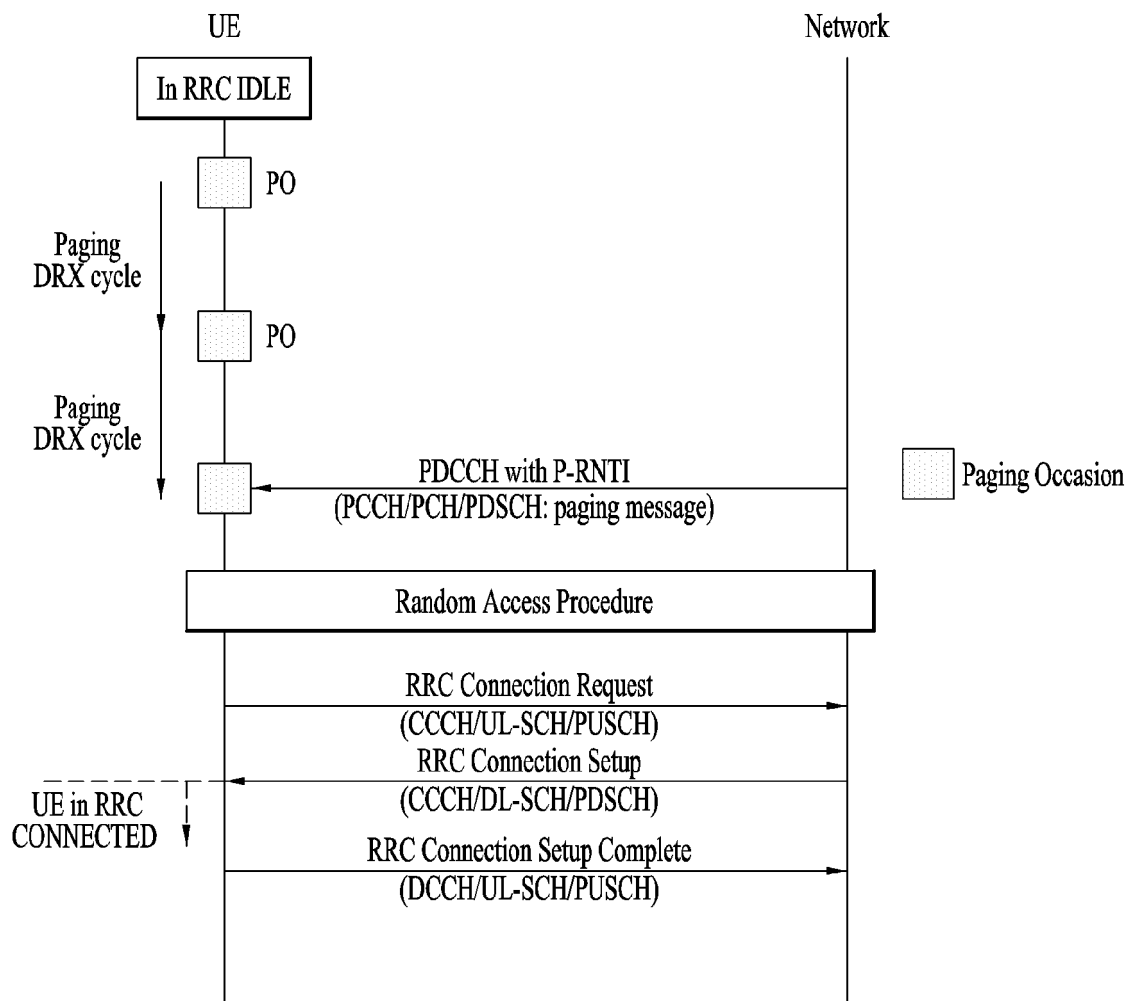 UE
Network
In RRC IDLE
PO
Paging
DRX cycle
PO
Paging
DRX cycle
PDCCH with P-RNTI
(PCCH/PCH/PDSCH: paging message)
Paging Occasion
Random Access Procedure
RRC Connection Request
(CCCH/UL-SCH/PUSCH)
RRC Connection Setup
(CCCH/DL-SCH/PDSCH)
UE in RRC
CONNECTED
RRC Connection Setup Complete
(DCCH/UL-SCH/PUSCH)